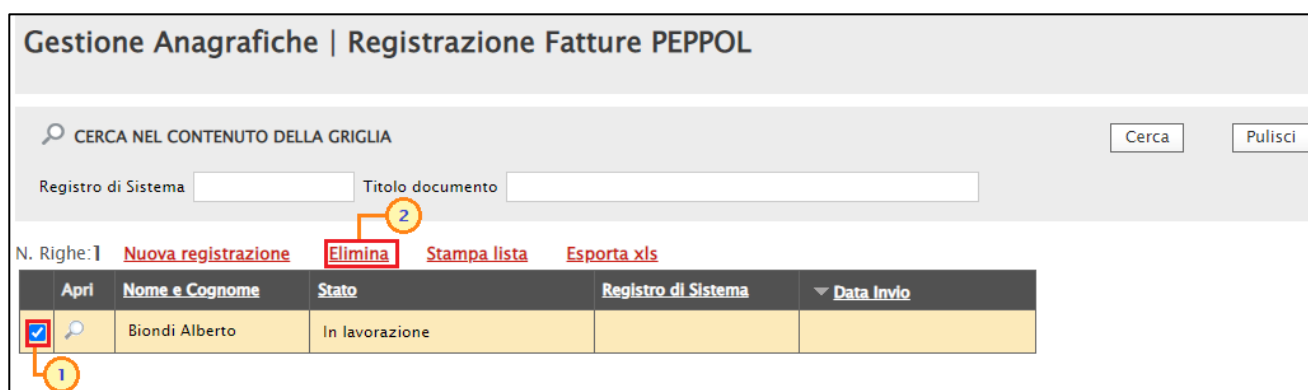 Gestione Anagrafiche | Registrazione Fatture PEPPOL
CERCA NEL CONTENUTO DELLA GRIGLIA Cerca Pulisci
Registro di Sistema Titolo documento
2
N. Righe:1 Nuova registrazione Elimina Stampa lista Esporta xls
Apri Nome e Cognome Stato Registro di Sistema Data Invio
Biondi Alberto In lavorazione
1